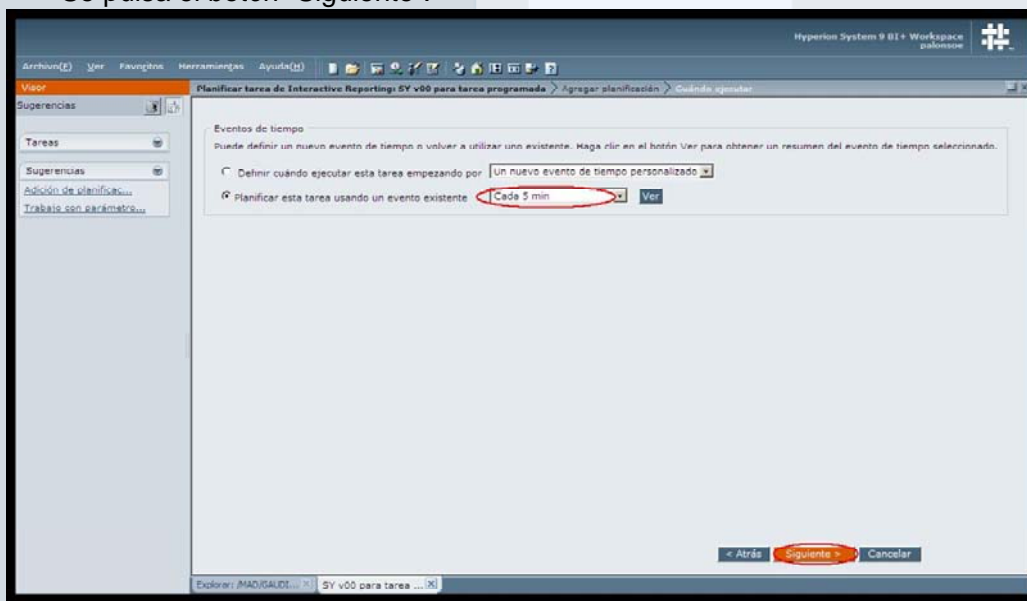 Se pulsa el botón "Siguiente".
Hyperion System 9 BI+ Workspace
palonsoe
Archivo(F) Ver Favoritos Herramientas Ayuda(H)
Visor
Planificar tarea de Interactive Reporting: SY v00 para tarea programada > Agregar planificación > Cuándo ejecutar
Sugerencias
Tareas
Sugerencias
Adición de planificac...
Trabajo con parámetro...
Eventos de tiempo
Puede definir un nuevo evento de tiempo o volver a utilizar uno existente. Haga clic en el botón Ver para obtener un resumen del evento de tiempo seleccionado.
Definir cuándo ejecutar esta tarea empezando por Un nuevo evento de tiempo personalizado
Planificar esta tarea usando un evento existente Cada 5 min Ver
< Atrás Siguiente > Cancelar
Explorar: /MAD/GAUDI... SY v00 para tarea ...